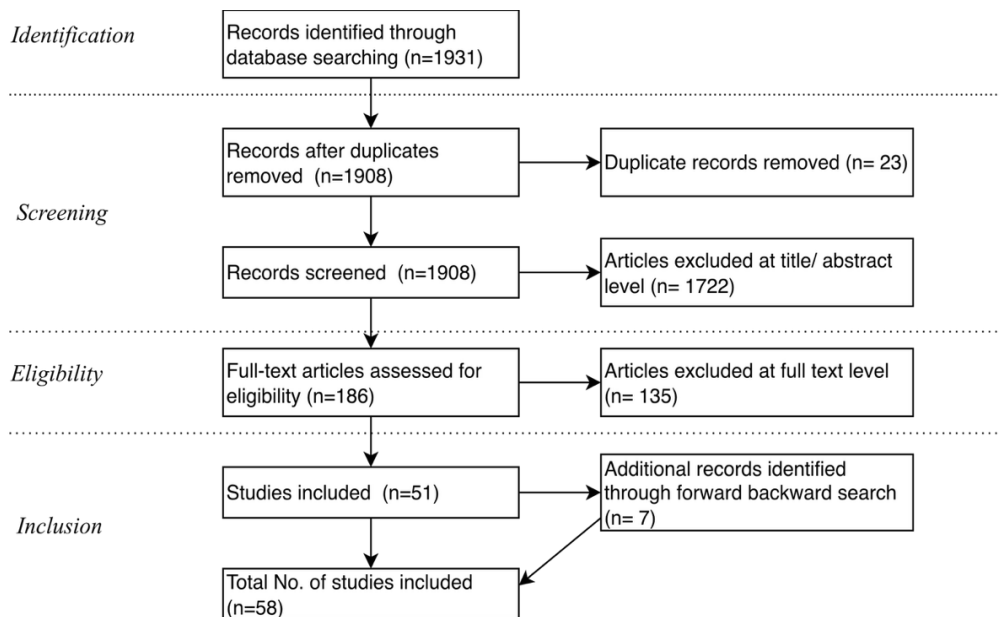 Identification
Records identified through
database searching (n=1931)
Records after duplicates
removed (n=1908)
Duplicate records removed (n= 23)
Screening
Records screened (n=1908)
Articles excluded at title/ abstract
level (n= 1722)
Eligibility
Full-text articles assessed for
eligibility (n=186)
Articles excluded at full text level
(n= 135)
Inclusion
Studies included (n=51)
Additional records identified
through forward backward search
(n= 7)
Total No. of studies included
(n=58)